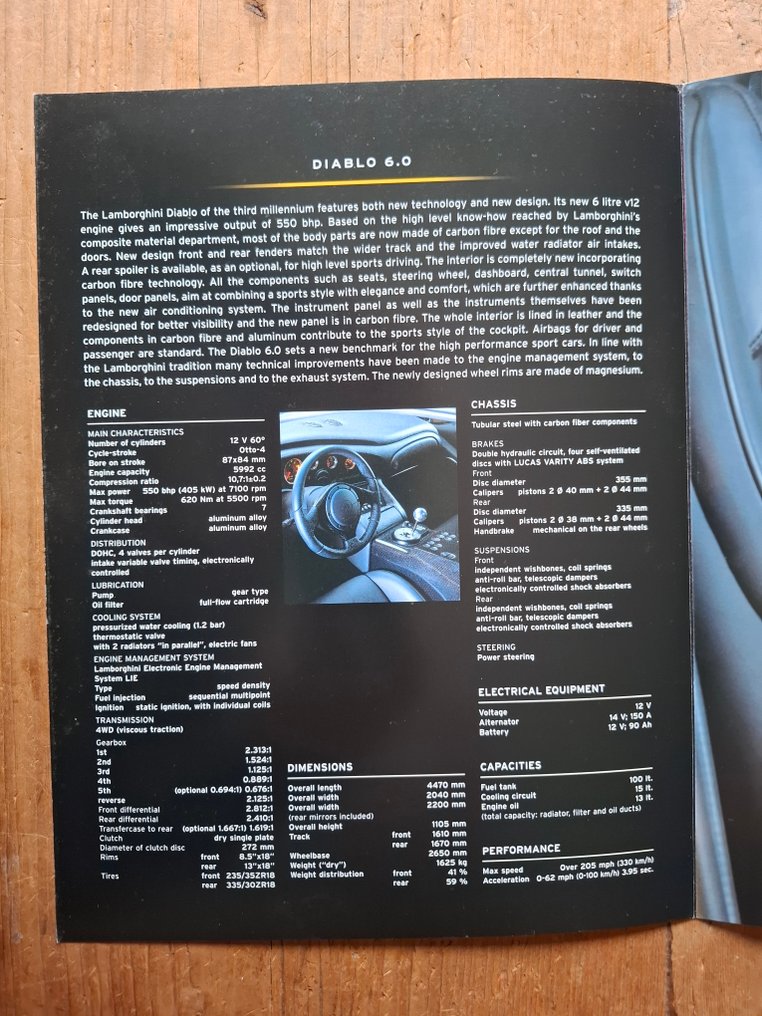 DIABLO 6.0
The Lamborghini Diablo of the third millennium features both new technology and new design. Its new 6 litre v12
engine gives an impressive output of 550 bhp. Based on the high level know-how reached by Lamborghini's
composite material department, most of the body parts are now made of carbon fibre except for the roof and the
doors. New design front and rear fenders match the wider track and the improved water radiator air intakes.
A rear spoiler is available, as an optional, for high level sports driving. The interior is completely new incorporating
carbon fibre technology. All the components such as seats, steering wheel, dashboard, central tunnel, switch
panels, door panels, aim at combining a sports style with elegance and comfort, which are further enhanced thanks
to the new air conditioning system. The instrument panel as well as the instruments themselves have been
redesigned for better visibility and the new panel is in carbon fibre. The whole interior is lined in leather and the
components in carbon fibre and aluminum contribute to the sports style of the cockpit. Airbags for driver and
passenger are standard. The Diablo 6.0 sets a new benchmark for the high performance sport cars. In line with
the Lamborghini tradition many technical improvements have been made to the engine management system, to
the chassis, to the suspensions and to the exhaust system. The newly designed wheel rims are made of magnesium.
ENGINE
MAIN CHARACTERISTICS
Number of cylinders 12 V 60°
Cycle-stroke Otto-4
Bore on stroke 87x84 mm
Engine capacity 5992 cc
Compression ratio 10,7:1±0.2
Max power 550 bhp (405 kW) at 7100 rpm
Max torque 620 Nm at 5500 rpm
Crankshaft bearings 7
Cylinder head aluminum alloy
Crankcase aluminum alloy
DISTRIBUTION
DOHC, 4 valves per cylinder
intake variable valve timing, electronically
controlled
LUBRICATION
Pump gear type
Oil filter full-flow cartridge
COOLING SYSTEM
pressurized water cooling (1.2 bar)
thermostatic valve
with 2 radiators "in parallel", electric fans
ENGINE MANAGEMENT SYSTEM
Lamborghini Electronic Engine Management
System LIE
Type speed density
Fuel injection sequential multipoint
Ignition static ignition, with individual coils
TRANSMISSION
4WD (viscous traction)
Gearbox
1st 2.313:1
2nd 1.524:1
3rd 1.125:1
4th 0.889:1
5th (optional 0.694:1) 0.676:1
reverse 2.125:1
Front differential 2.812:1
Rear differential 2.410:1
Transfercase to rear (optional 1.667:1) 1.619:1
Clutch dry single plate
Diameter of clutch disc 272 mm
Rims front 8.5"x18"
rear 13"x18"
Tires front 235/35ZR18
rear 335/30ZR18
DIMENSIONS
Overall length 4470 mm
Overall width 2040 mm
Overall width 2200 mm
(rear mirrors included)
Overall height 1105 mm
Track front 1610 mm
rear 1670 mm
Wheelbase 2650 mm
Weight ("dry") 1625 kg
Weight distribution front 41 %
rear 59 %
CHASSIS
Tubular steel with carbon fiber components
BRAKES
Double hydraulic circuit, four self-ventilated
discs with LUCAS VARITY ABS system
Front
Disc diameter 355 mm
Calipers pistons 2 Ø 40 mm + 2 Ø 44 mm
Rear
Disc diameter 335 mm
Calipers pistons 2 Ø 38 mm + 2 Ø 44 mm
Handbrake mechanical on the rear wheels
SUSPENSIONS
Front
independent wishbones, coil springs
anti-roll bar, telescopic dampers
electronically controlled shock absorbers
Rear
independent wishbones, coil springs
anti-roll bar, telescopic dampers
electronically controlled shock absorbers
STEERING
Power steering
ELECTRICAL EQUIPMENT
Voltage 12 V
Alternator 14 V; 150 A
Battery 12 V; 90 Ah
CAPACITIES
Fuel tank 100 lt.
Cooling circuit 15 lt.
Engine oil 13 lt.
(total capacity: radiator, filter and oil ducts)
PERFORMANCE
Max speed Over 205 mph (330 km/h)
Acceleration 0-62 mph (0-100 km/h) 3.95 sec.